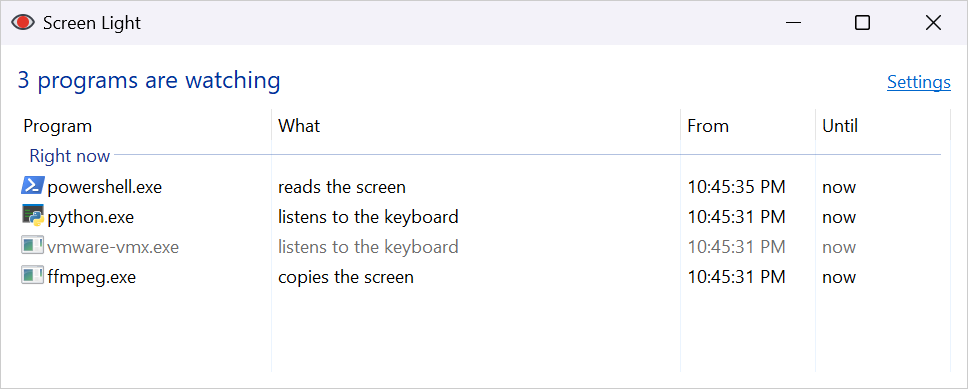 Screen Light
3 programs are watching
Settings
Program What From Until
Right now
powershell.exe reads the screen 10:45:35 PM now
python.exe listens to the keyboard 10:45:31 PM now
vmware-vmx.exe listens to the keyboard 10:45:31 PM now
ffmpeg.exe copies the screen 10:45:31 PM now